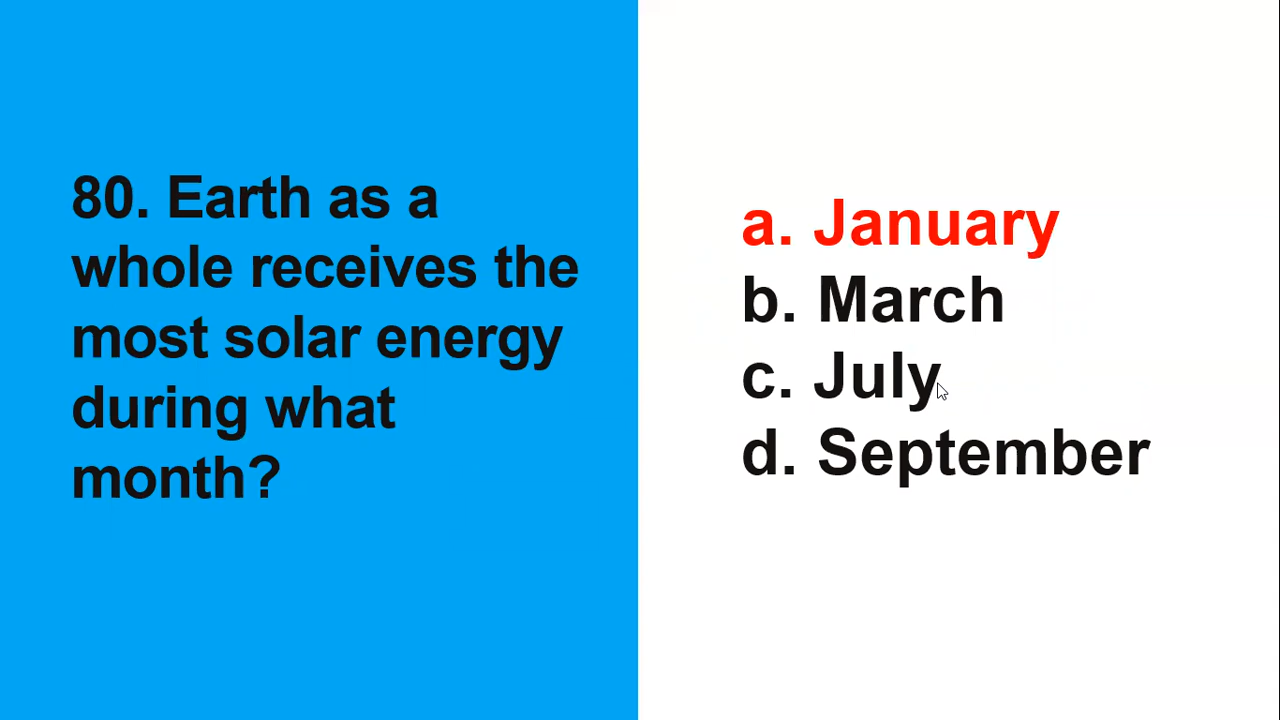 80. Earth as a
whole receives the
most solar energy
during what
month?
a. January
b. March
c. July
d. September